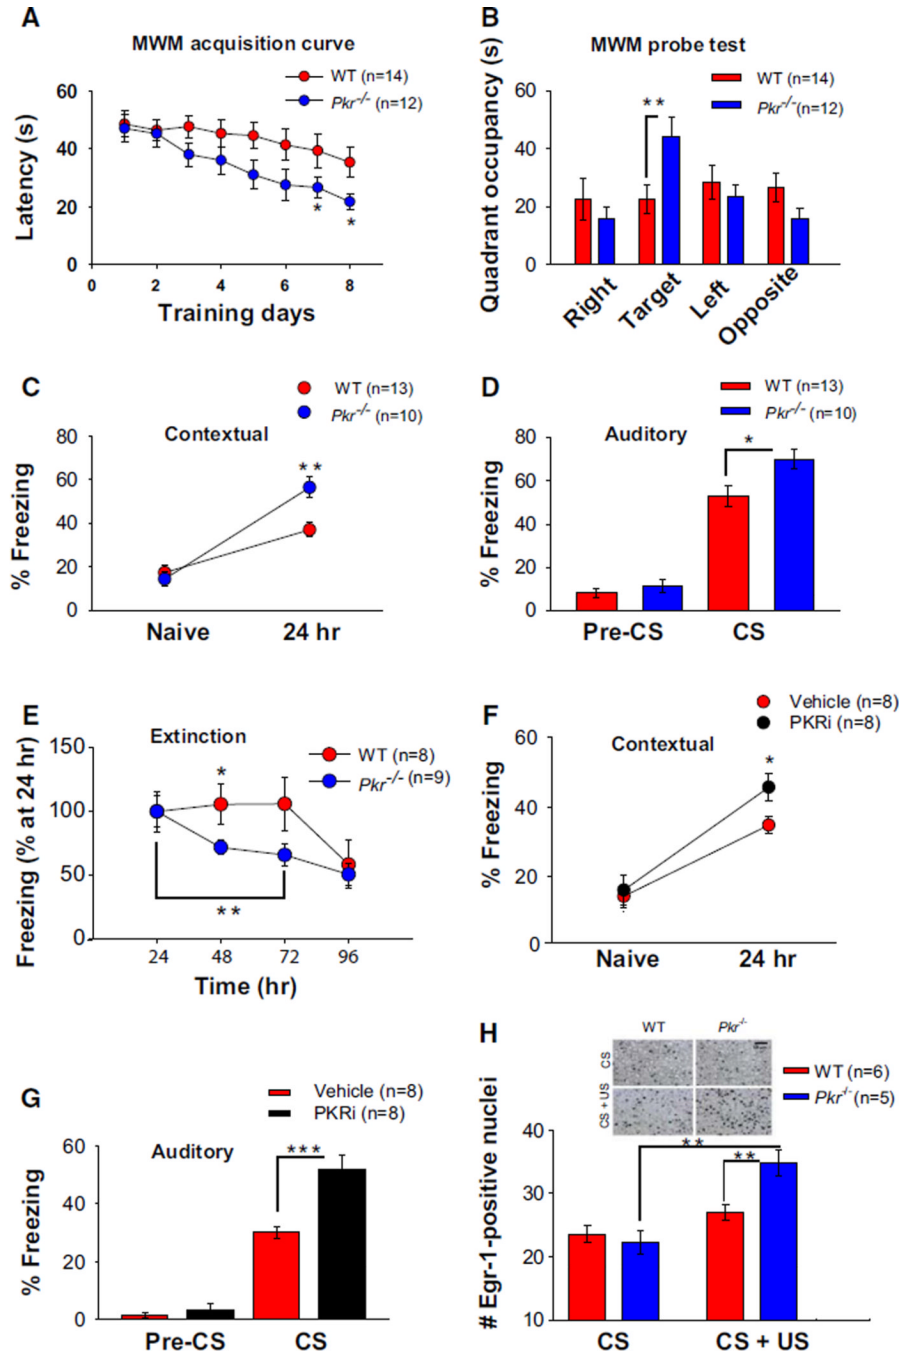 A
MWM acquisition curve
WT (n=14)
Pkr-/- (n=12)
Latency (s)
60
40
20
0
0 2 4 6 8
* *
Training days
B
MWM probe test
WT (n=14)
Pkr-/- (n=12)
Quadrant occupancy (s)
60
40
20
0
**
Right Target Left Opposite
C
WT (n=13)
Pkr-/- (n=10)
Contextual
% Freezing
80
60
40
20
0
**
Naive 24 hr
D
WT (n=13)
Pkr-/- (n=10)
Auditory
% Freezing
80
60
40
20
0
*
Pre-CS CS
E
Extinction
WT (n=8)
Pkr-/- (n=9)
Freezing (% at 24 hr)
150
100
50
0
*
**
24 48 72 96
Time (hr)
F
Vehicle (n=8)
PKRi (n=8)
Contextual
% Freezing
60
40
20
0
*
Naive 24 hr
G
Vehicle (n=8)
PKRi (n=8)
Auditory
% Freezing
60
40
20
0
***
Pre-CS CS
H
WT Pkr-/-
CS
CS + US
WT (n=6)
Pkr-/- (n=5)
# Egr-1-positive nuclei
40
30
20
10
**
**
CS CS + US